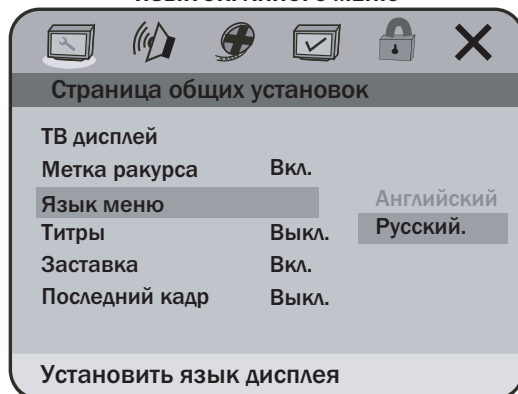 Страница общих установок
ТВ дисплей
Метка ракурса Вкл.
Язык меню Английский
Титры Выкл. Русский.
Заставка Вкл.
Последний кадр Выкл.
Установить язык дисплея